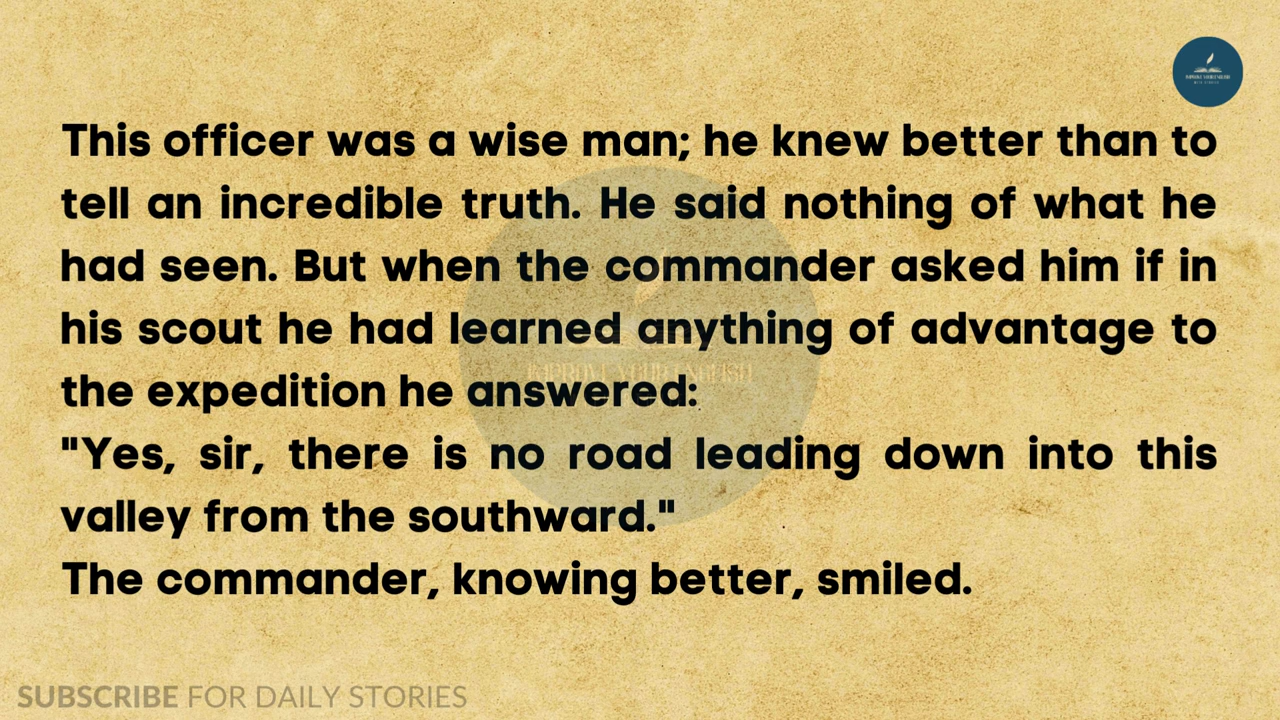 This officer was a wise man; he knew better than to
tell an incredible truth. He said nothing of what he
had seen. But when the commander asked him if in
his scout he had learned anything of advantage to
the expedition he answered:
"Yes, sir, there is no road leading down into this
valley from the southward."
The commander, knowing better, smiled.
IMPROVE YOUR ENGLISH
SUBSCRIBE FOR DAILY STORIES